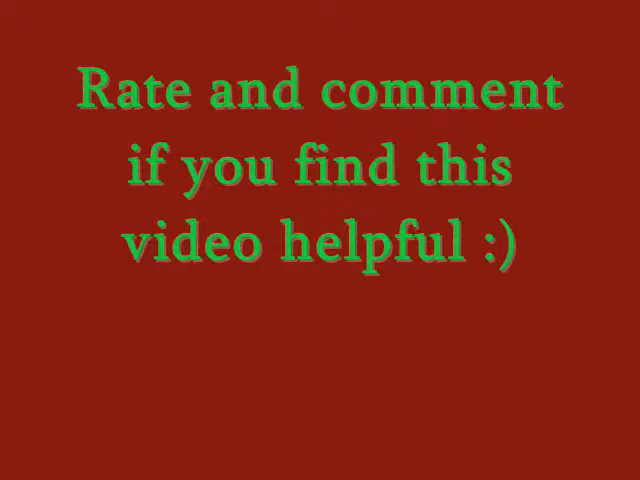 Rate and comment
if you find this
video helpful :)